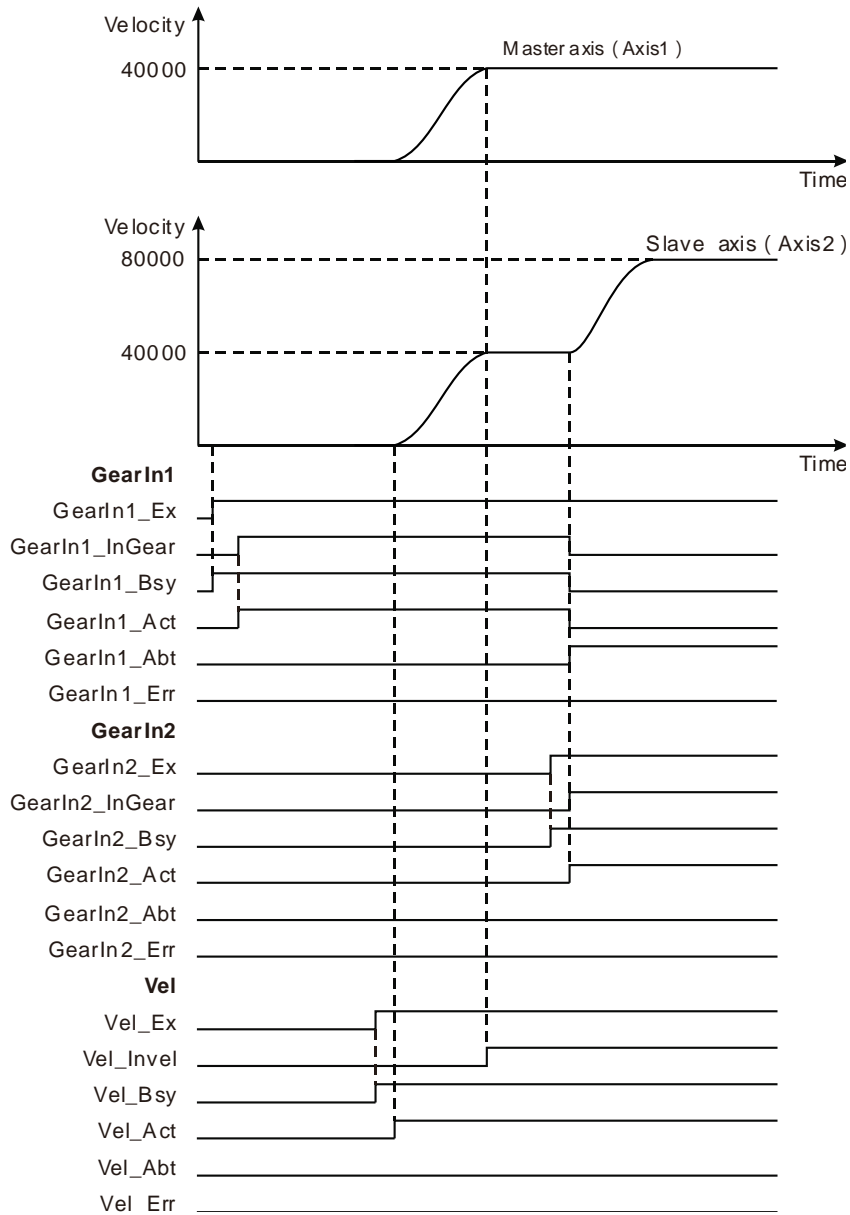 Velocity
Master axis (Axis1)
40000
Time
Velocity
Slave axis (Axis2)
80000
40000
Time
GearIn1
GearIn1_Ex
GearIn1_InGear
GearIn1_Bsy
GearIn1_Act
GearIn1_Abt
GearIn1_Err
GearIn2
GearIn2_Ex
GearIn2_InGear
GearIn2_Bsy
GearIn2_Act
GearIn2_Abt
GearIn2_Err
Vel
Vel_Ex
Vel_Invel
Vel_Bsy
Vel_Act
Vel_Abt
Vel_Err